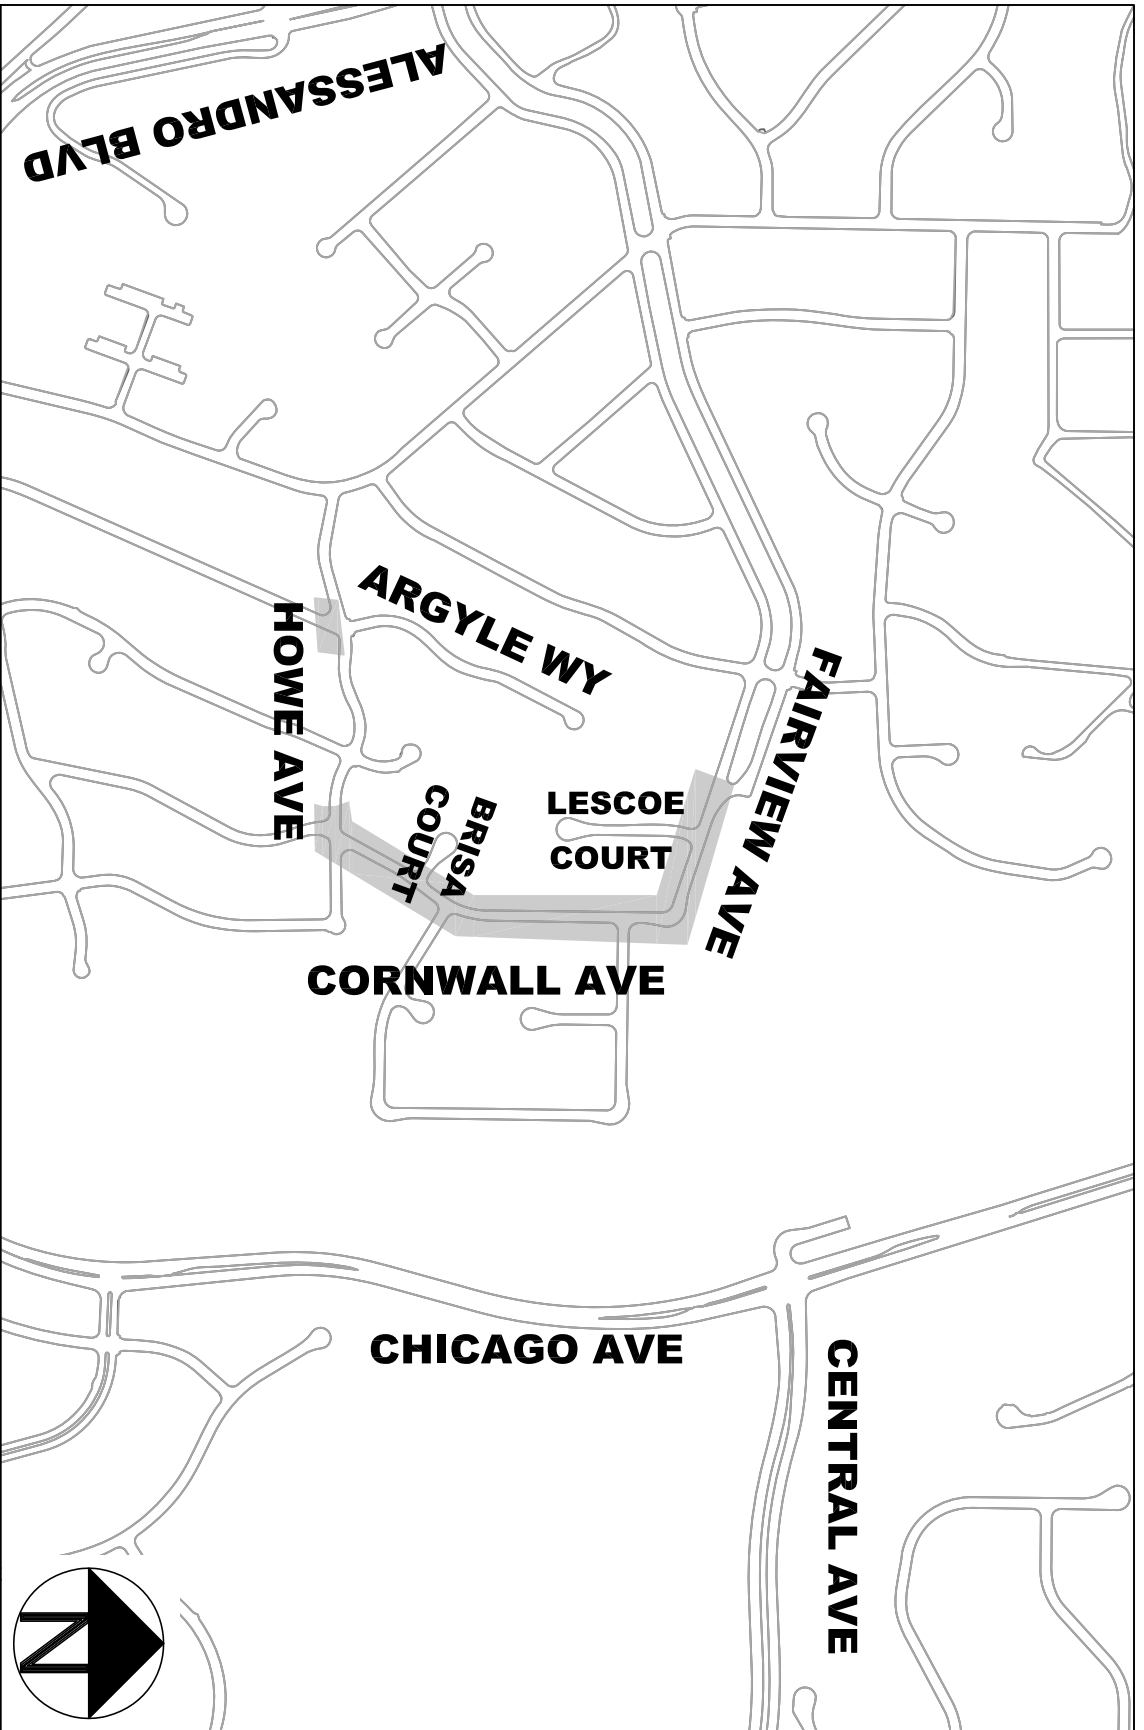 ALESSANDRO BLVD
ARGYLE WY
HOWE AVE
FAIRVIEW AVE
BRISA
COURT
LESCOE
COURT
CORNWALL AVE
CHICAGO AVE
CENTRAL AVE
N